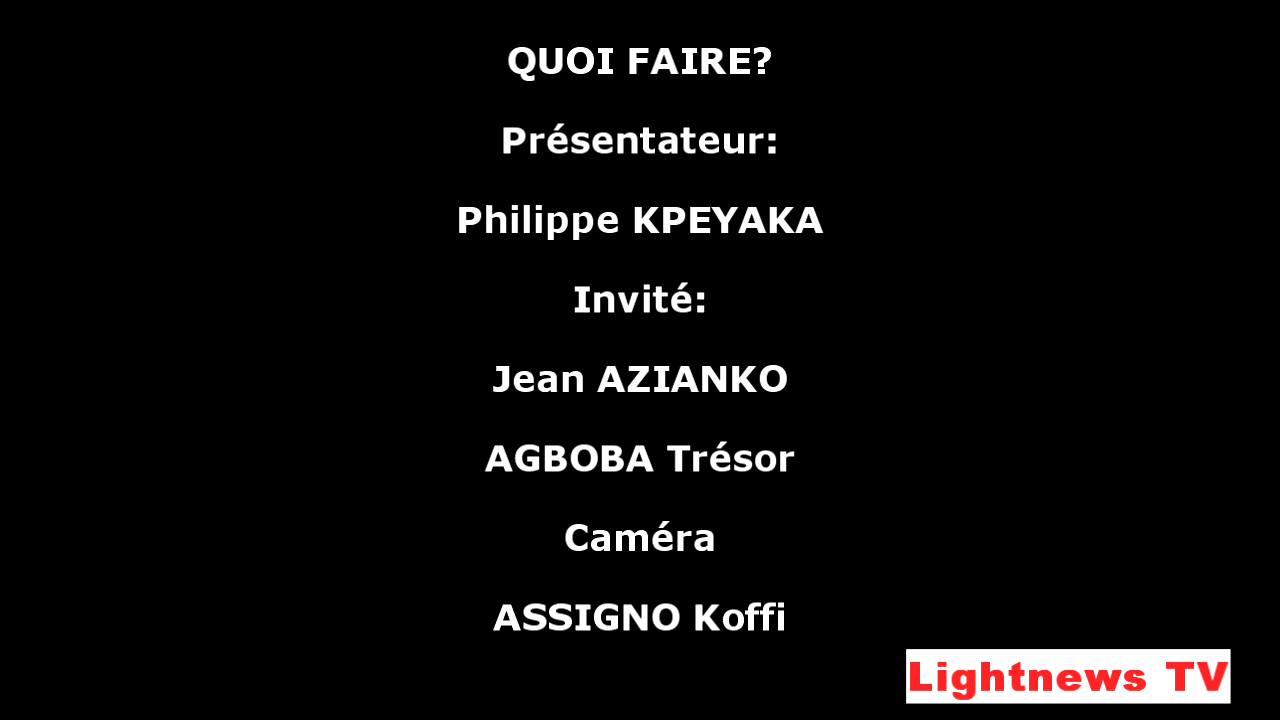 QUOI FAIRE?
Présentateur:
Philippe KPEYAKA
Invité:
Jean AZIANKO
AGBOBA Trésor
Caméra
ASSIGNO Koffi
Lightnews TV